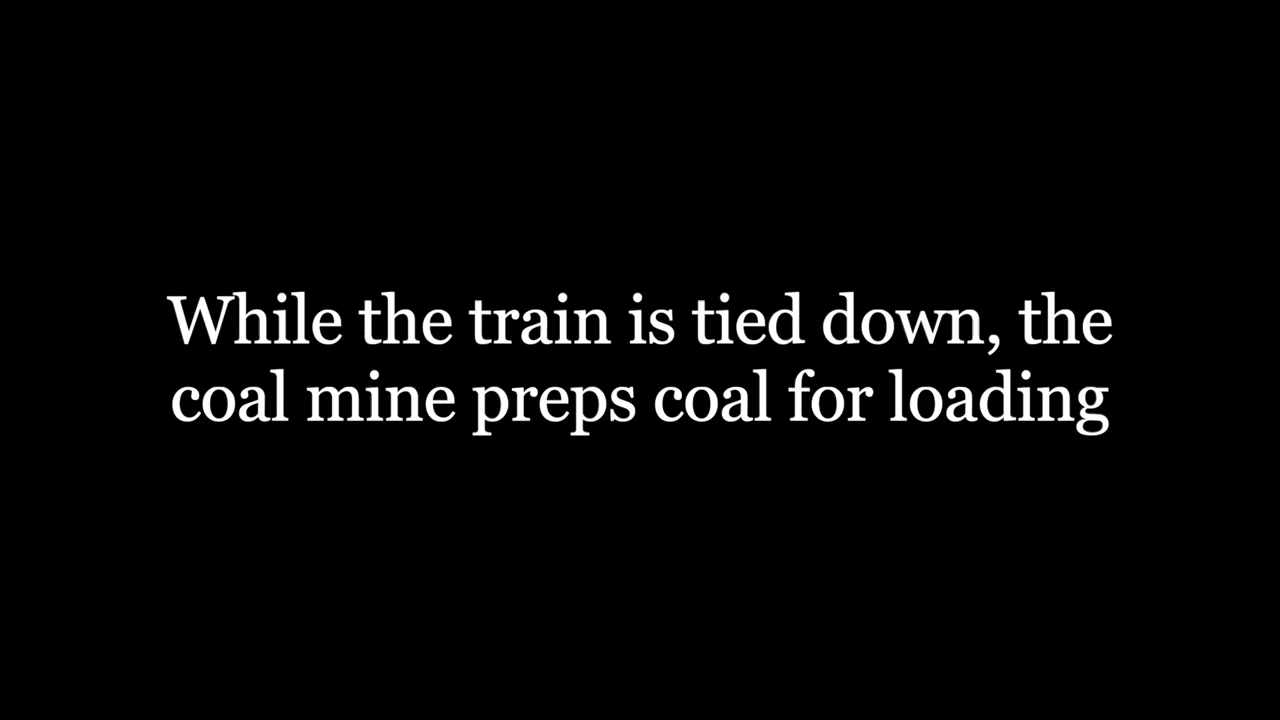 While the train is tied down, the
coal mine preps coal for loading